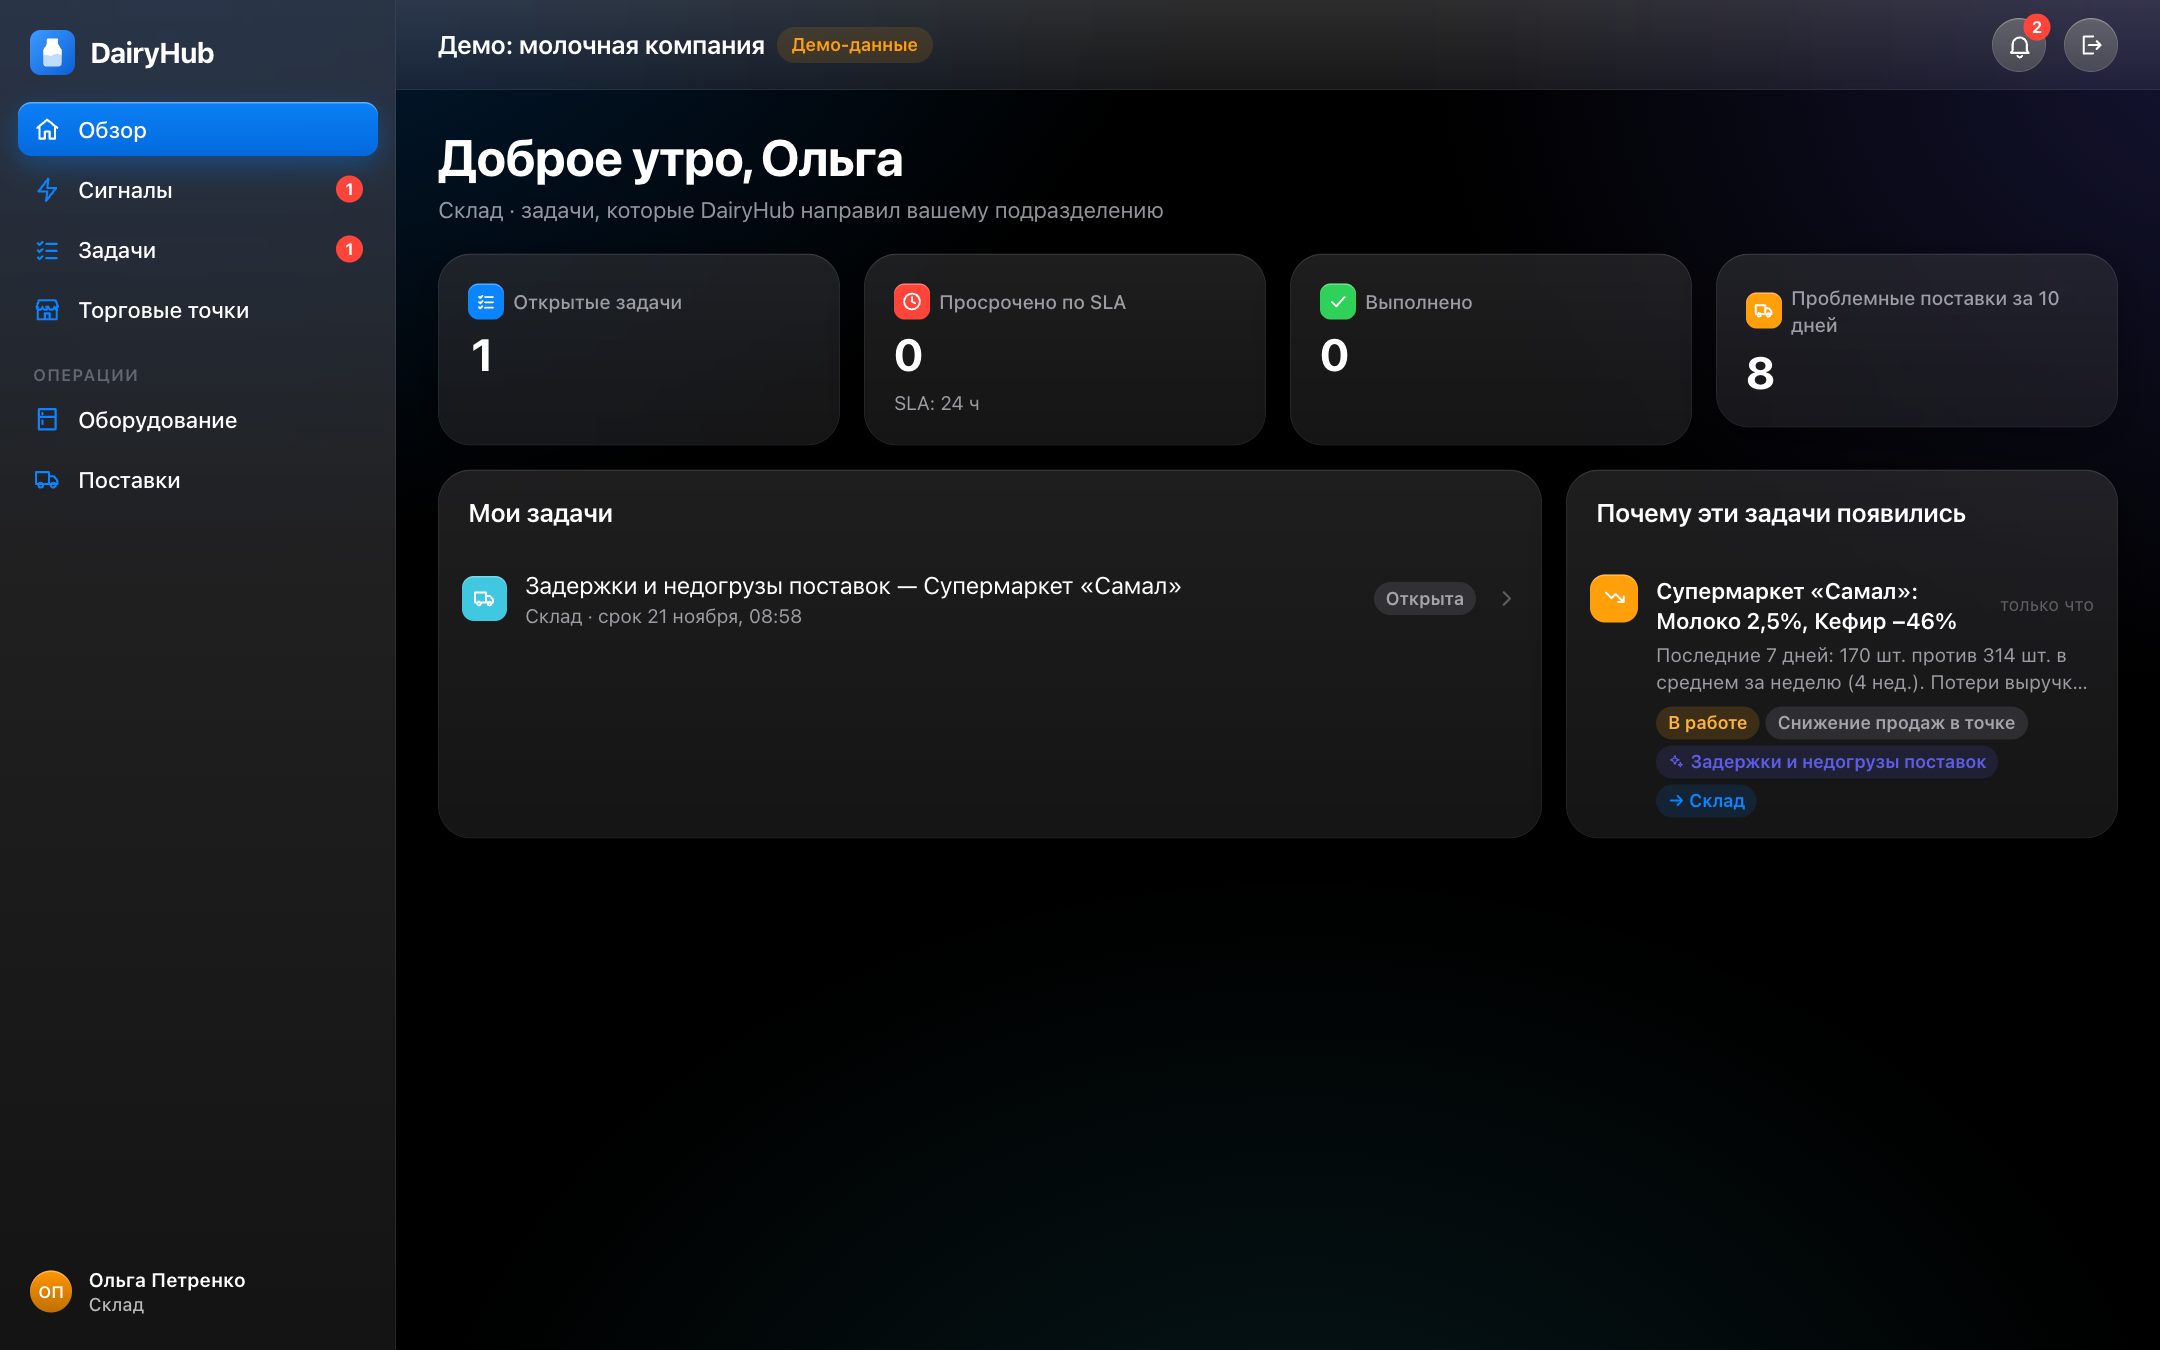 DairyHub
Обзор
Сигналы 1
Задачи 1
Торговые точки
ОПЕРАЦИИ
Оборудование
Поставки
ОП
Ольга Петренко
Склад
Демо: молочная компания Демо-данные
2
Доброе утро, Ольга
Склад · задачи, которые DairyHub направил вашему подразделению
Открытые задачи
1
Просрочено по SLA
0
SLA: 24 ч
Выполнено
0
Проблемные поставки за 10
дней
8
Мои задачи
Задержки и недогрузы поставок — Супермаркет «Самал»
Склад · срок 21 ноября, 08:58
Открыта
Почему эти задачи появились
Супермаркет «Самал»:
Молоко 2,5%, Кефир −46%
только что
Последние 7 дней: 170 шт. против 314 шт. в
среднем за неделю (4 нед.). Потери выручк...
В работе Снижение продаж в точке
Задержки и недогрузы поставок
→ Склад